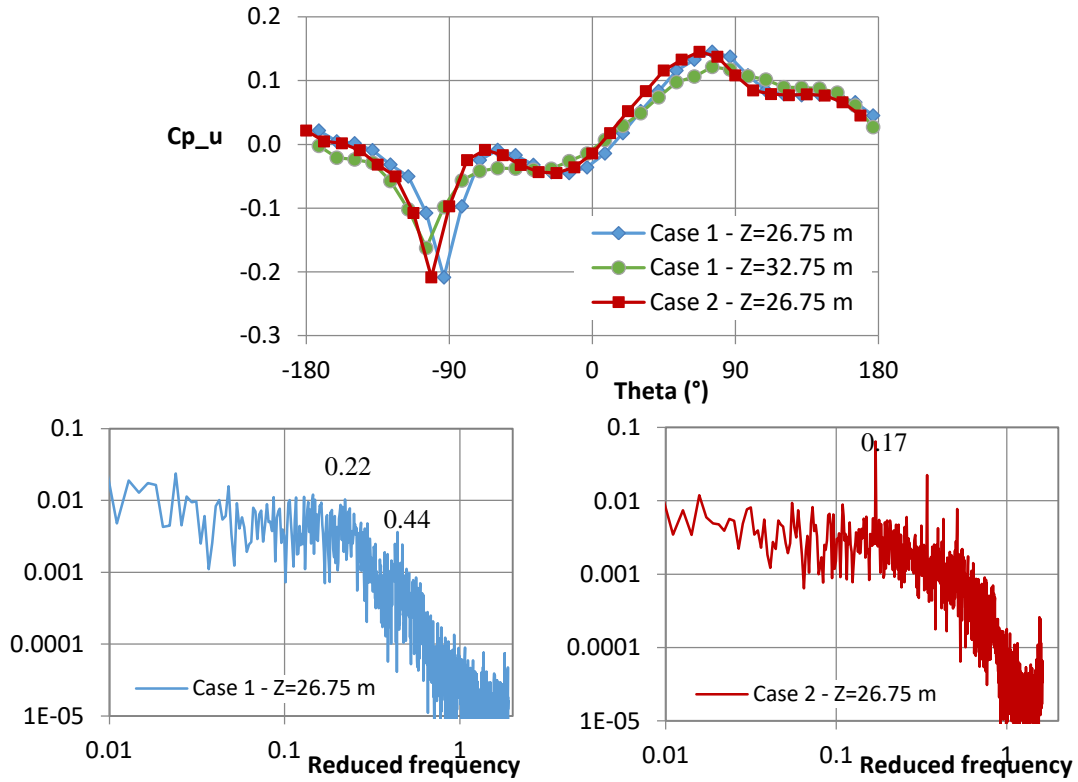 0.2
0.1
Cp_u
0.0
-0.1
Case 1 - Z=26.75 m
Case 1 - Z=32.75 m
-0.2
Case 2 - Z=26.75 m
-0.3
-180 -90 0 90 180
Theta (°)
0.1
0.22
0.01
0.44
0.001
0.0001
Case 1 - Z=26.75 m
1E-05
0.01 0.1 1
Reduced frequency
0.1
0.17
0.01
0.001
0.0001
Case 2 - Z=26.75 m
1E-05
0.01 0.1 1
Reduced frequency